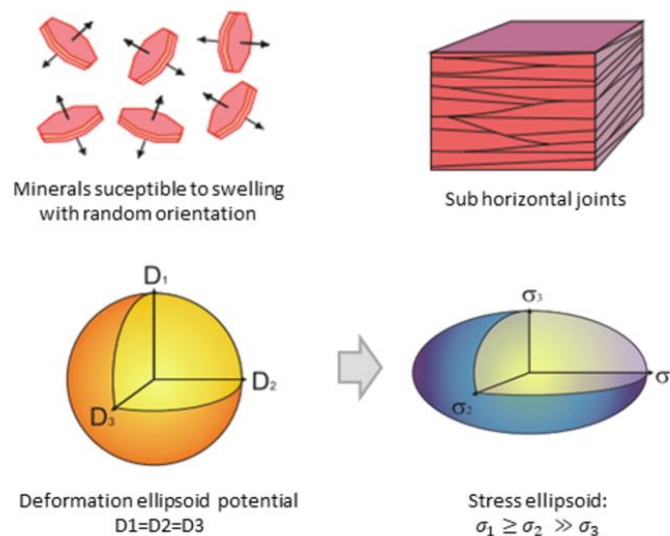 Minerals suceptible to swelling
with random orientation
Sub horizontal joints
D₁
D₂
D₃
σ₃
σ₂
σ
Deformation ellipsoid potential
D1=D2=D3
Stress ellipsoid:
σ₁ ≥ σ₂ ≫ σ₃